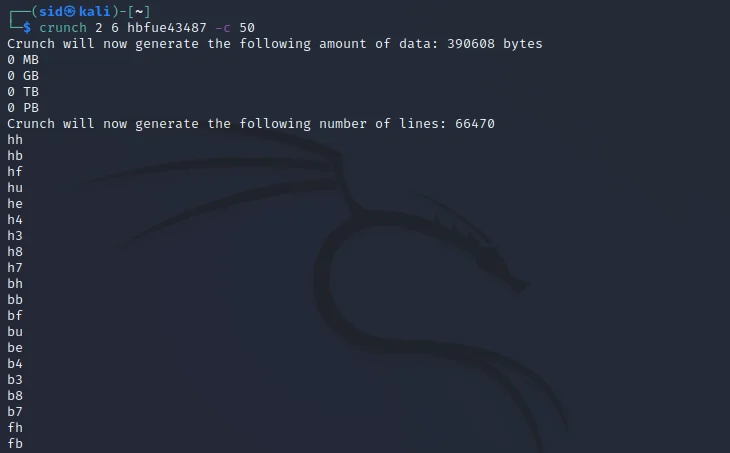 ┌──(sid㉿kali)-[~]
└─$ crunch 2 6 hbfue43487 -c 50
Crunch will now generate the following amount of data: 390608 bytes
0 MB
0 GB
0 TB
0 PB
Crunch will now generate the following number of lines: 66470
hh
hb
hf
hu
he
h4
h3
h8
h7
bh
bb
bf
bu
be
b4
b3
b8
b7
fh
fb